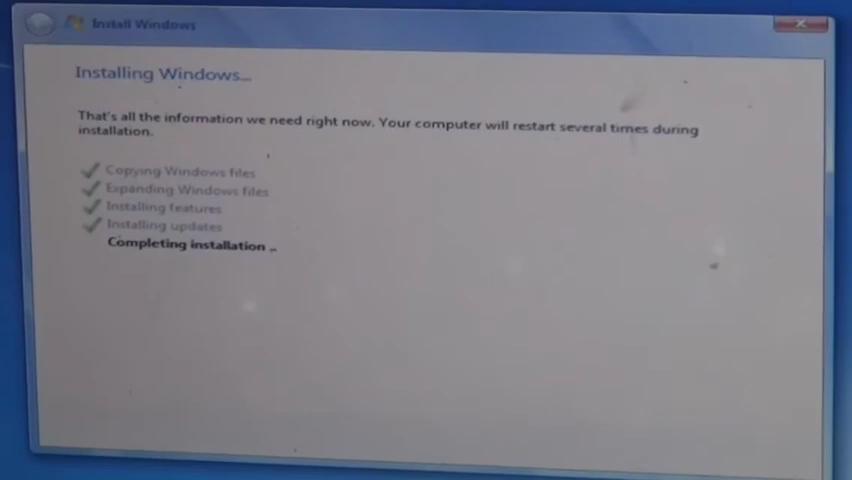 Install Windows
Installing Windows...
That's all the information we need right now. Your computer will restart several times during
installation.
Copying Windows files
Expanding Windows files
Installing features
Installing updates
Completing installation ..